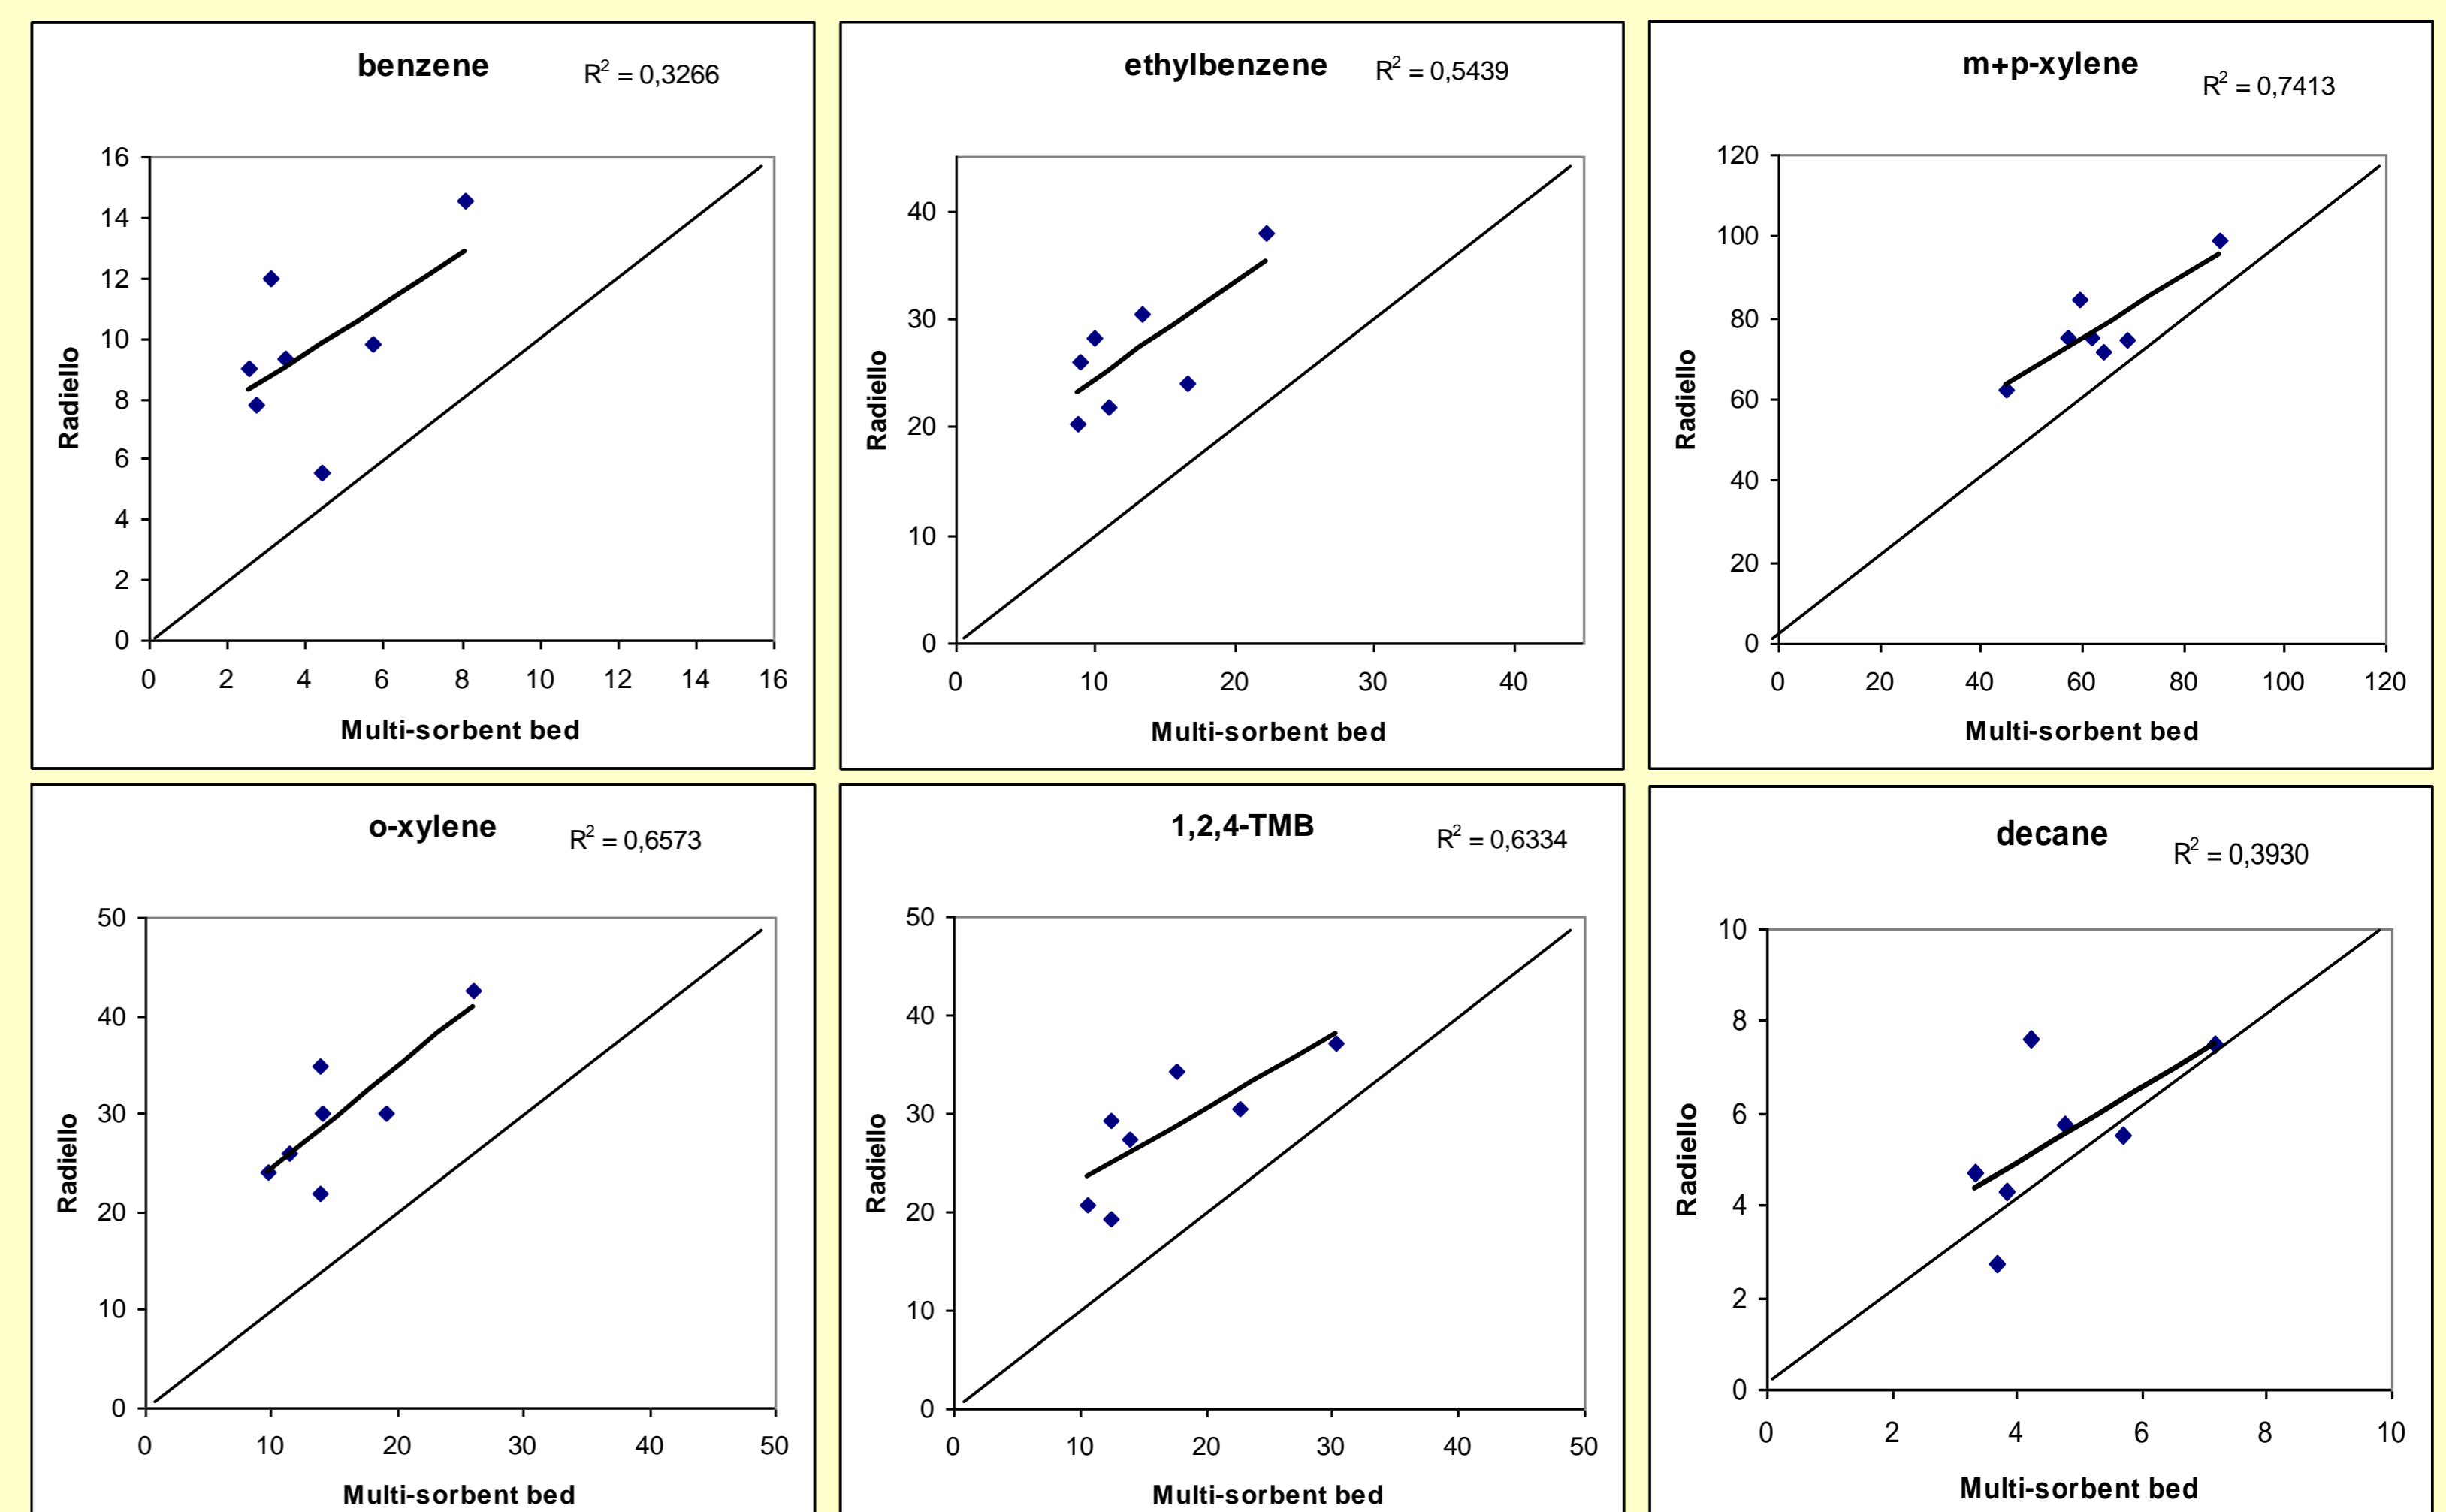 benzene
R² = 0,3266
16
14
12
10
8
6
4
2
0
Radiello
0 2 4 6 8 10 12 14 16
Multi-sorbent bed
ethylbenzene
R² = 0,5439
40
30
20
10
0
Radiello
0 10 20 30 40
Multi-sorbent bed
m+p-xylene
R² = 0,7413
120
100
80
60
40
20
0
Radiello
0 20 40 60 80 100 120
Multi-sorbent bed
o-xylene
R² = 0,6573
50
40
30
20
10
0
Radiello
0 10 20 30 40 50
Multi-sorbent bed
1,2,4-TMB
R² = 0,6334
50
40
30
20
10
0
Radiello
0 10 20 30 40 50
Multi-sorbent bed
decane
R² = 0,3930
10
8
6
4
2
0
Radiello
0 2 4 6 8 10
Multi-sorbent bed